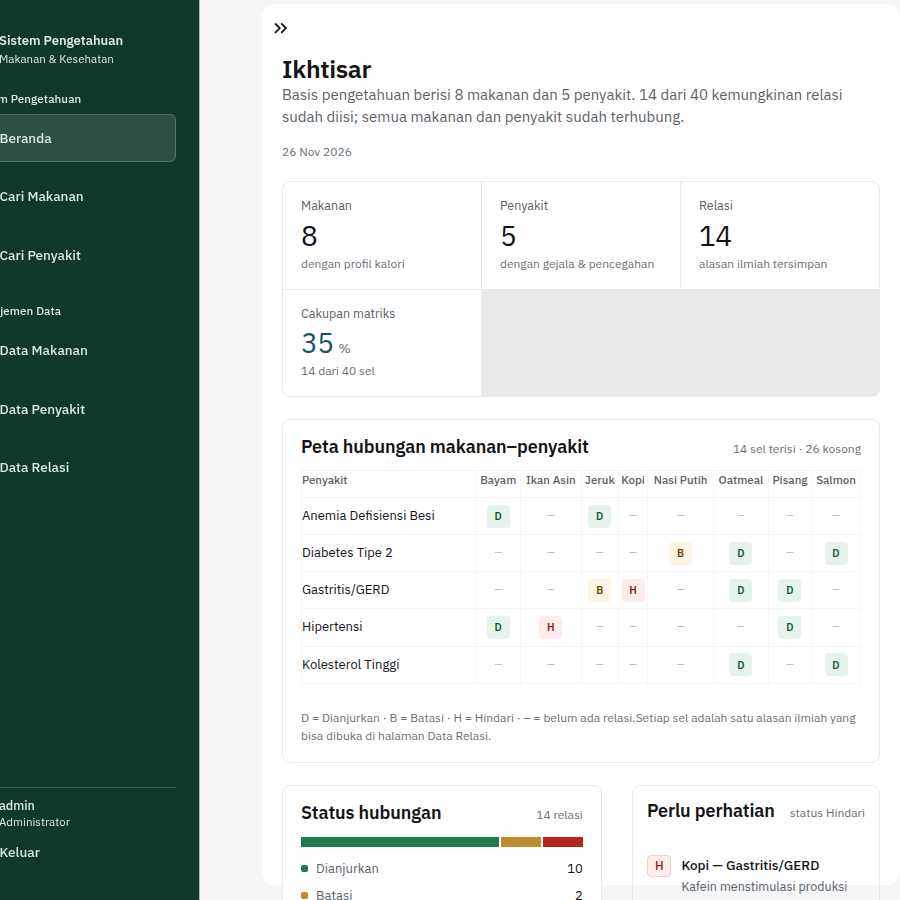 Sistem Pengetahuan
Makanan & Kesehatan
m Pengetahuan
Beranda
Cari Makanan
Cari Penyakit
jemen Data
Data Makanan
Data Penyakit
Data Relasi
admin
Administrator
Keluar
Ikhtisar
Basis pengetahuan berisi 8 makanan dan 5 penyakit. 14 dari 40 kemungkinan relasi
sudah diisi; semua makanan dan penyakit sudah terhubung.
26 Nov 2026
Makanan Penyakit Relasi
8 5 14
dengan profil kalori dengan gejala & pencegahan alasan ilmiah tersimpan
Cakupan matriks
35 %
14 dari 40 sel
Peta hubungan makanan–penyakit 14 sel terisi · 26 kosong
Penyakit Bayam Ikan Asin Jeruk Kopi Nasi Putih Oatmeal Pisang Salmon
Anemia Defisiensi Besi D – D – – – – –
Diabetes Tipe 2 – – – – B D – D
Gastritis/GERD – – B H – D D –
Hipertensi D H – – – – D –
Kolesterol Tinggi – – – – – D – D
D = Dianjurkan · B = Batasi · H = Hindari · – = belum ada relasi.Setiap sel adalah satu alasan ilmiah yang
bisa dibuka di halaman Data Relasi.
Status hubungan 14 relasi
Dianjurkan 10
Batasi 2
Perlu perhatian status Hindari
H Kopi — Gastritis/GERD
Kafein menstimulasi produksi